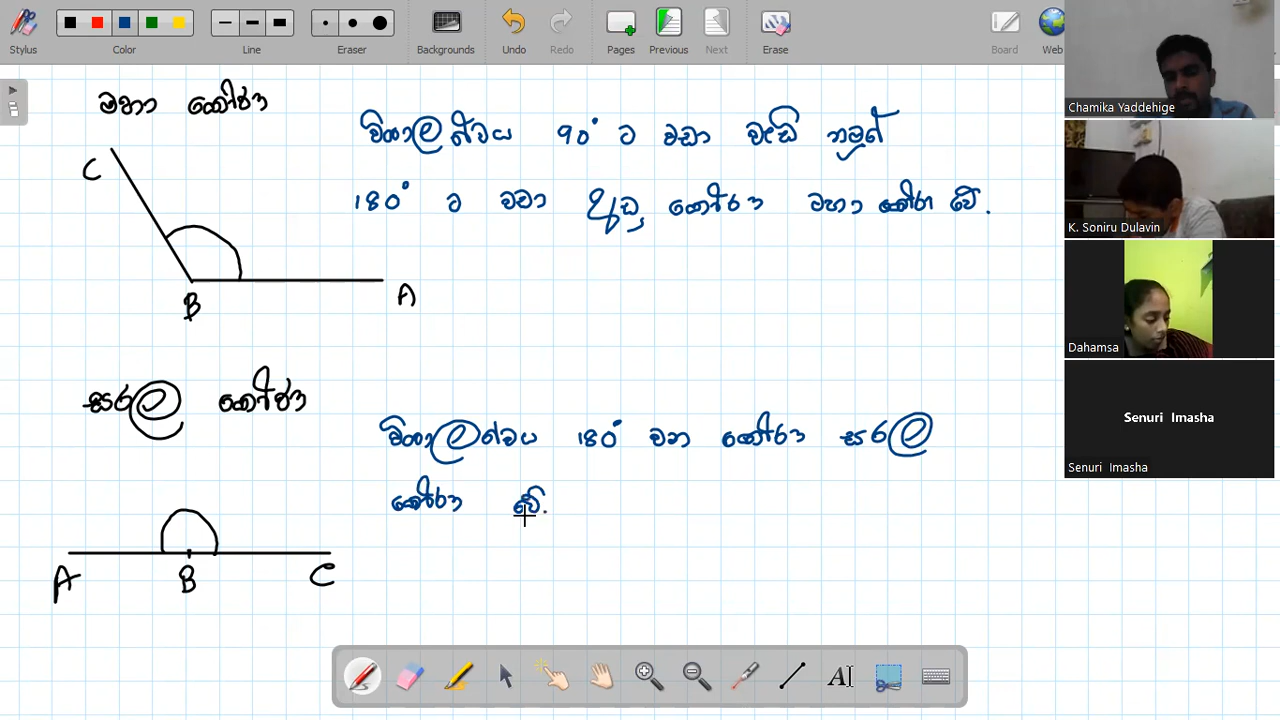 Stylus
Color
Line
Eraser
Backgrounds
Undo
Redo
Pages
Previous
Next
Erase
Board
Web
මහා කෝණ
C
B
A
විශාලත්වය 90° ට වඩා වැඩි නමුත්
180° ට වඩා අඩු කෝණ මහා කෝණ වේ.
සරල කෝණ
A B C
විශාලත්වය 180° වන කෝණ සරල
කෝණ වේ.
Chamika Yaddehige
K. Soniru Dulavin
Dahamsa
Senuri Imasha
Senuri Imasha